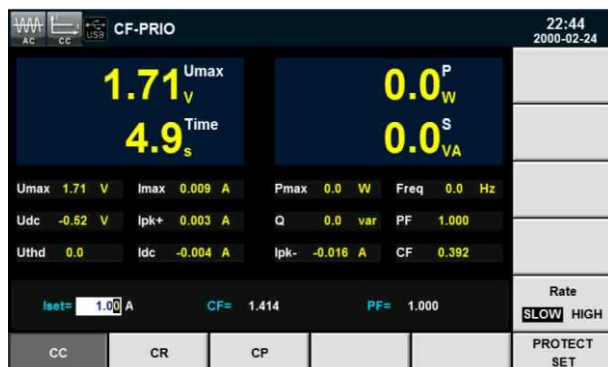 AC CC USB CF-PRIO 22:44
2000-02-24
1.71 Umax V 0.0 P W
4.9 Time s 0.0 S VA
Umax 1.71 V Imax 0.009 A Pmax 0.0 W Freq 0.0 Hz
Udc -0.52 V Ipk+ 0.003 A Q 0.0 var PF 1.000
Uthd 0.0 Idc -0.004 A Ipk- -0.016 A CF 0.392
Iset= 1.00 A CF= 1.414 PF= 1.000
Rate
SLOW HIGH
CC CR CP PROTECT
SET